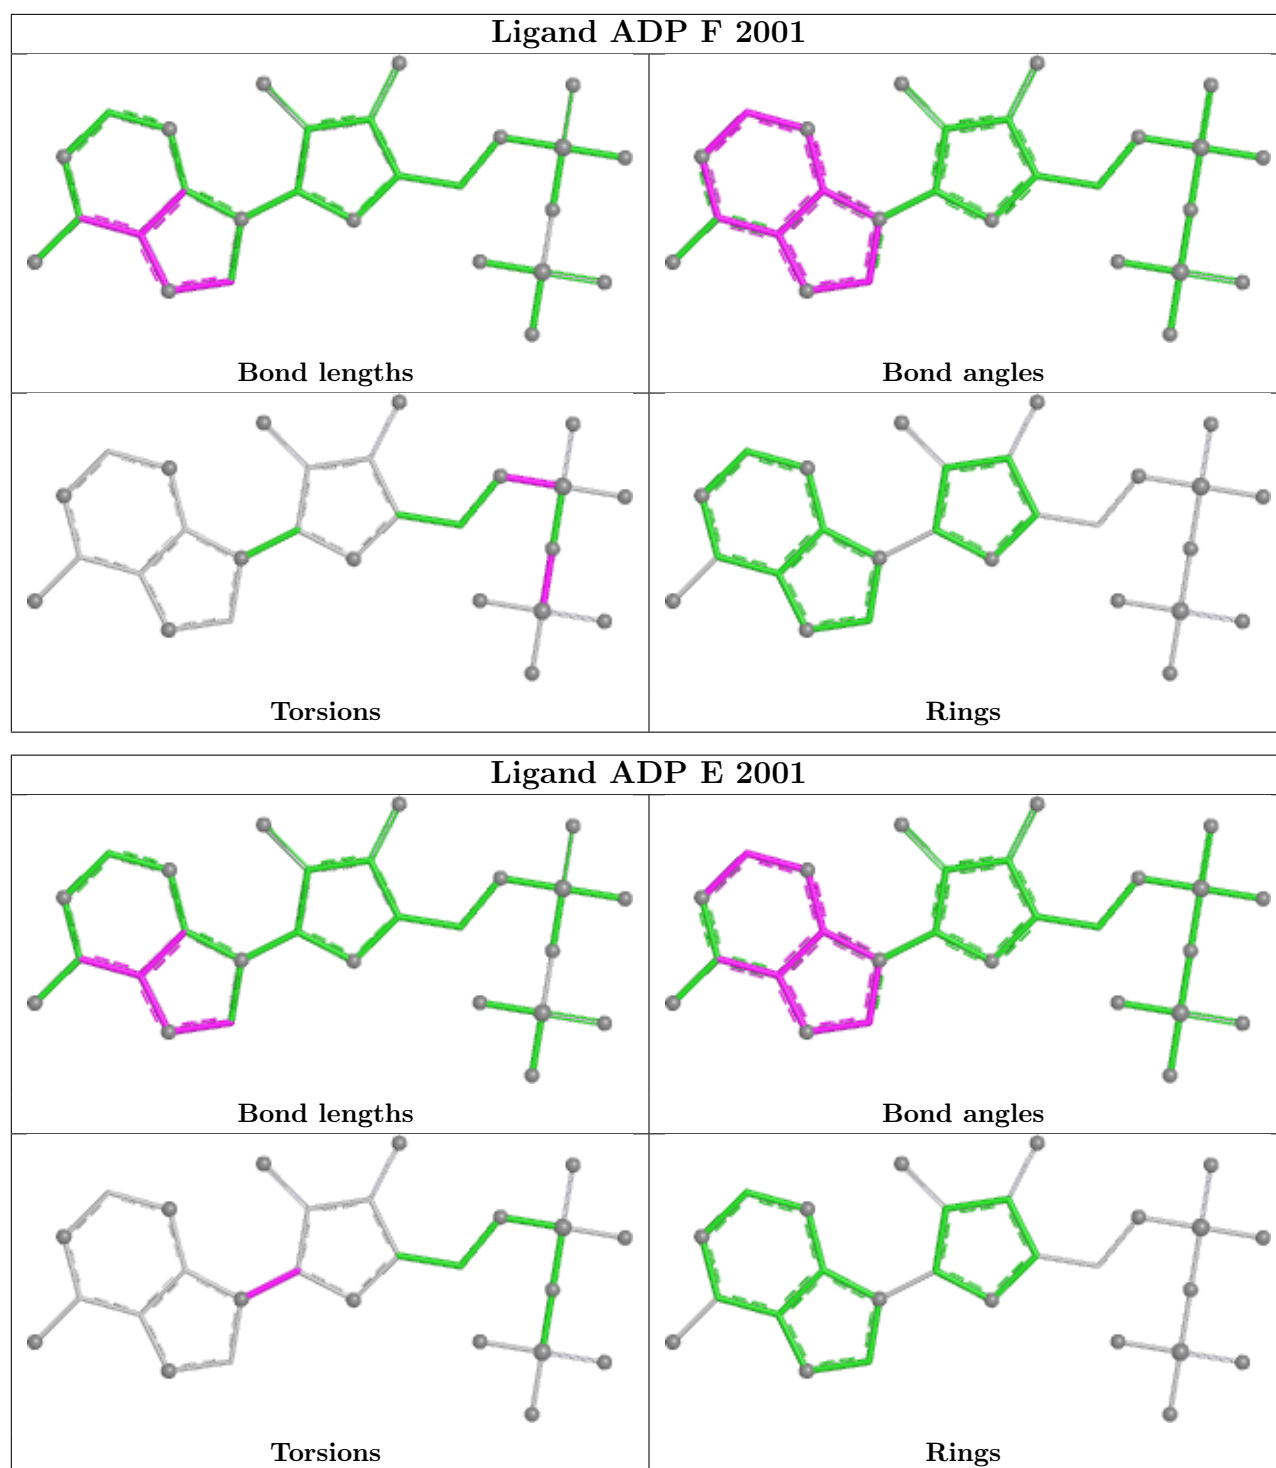 Ligand ADP F 2001
Bond lengths
Bond angles
Torsions
Rings
Ligand ADP E 2001
Bond lengths
Bond angles
Torsions
Rings